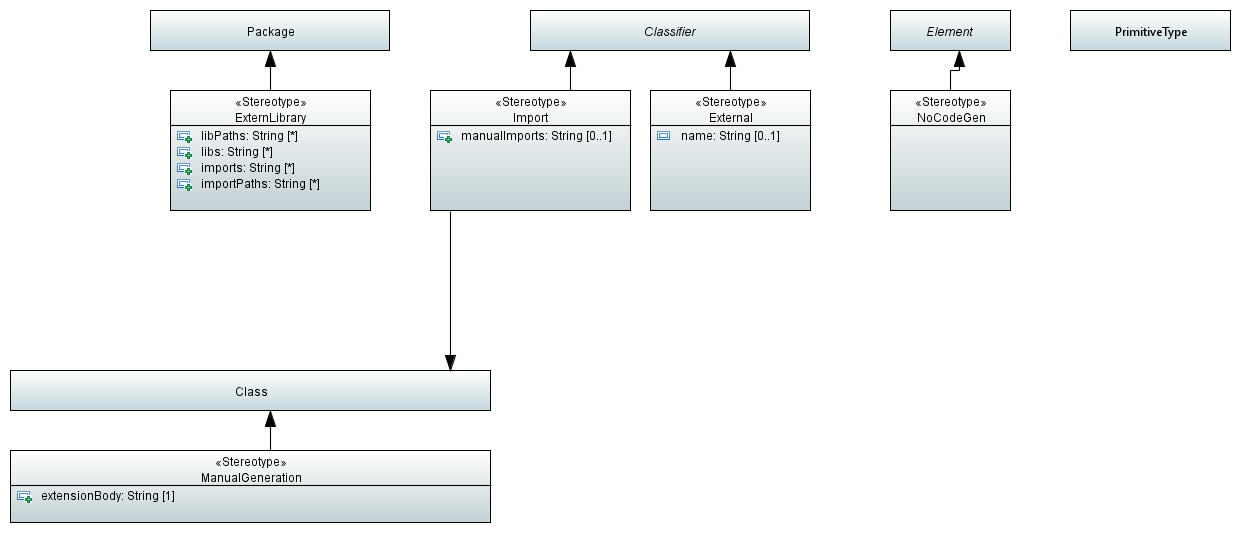 Package
Classifier
Element
PrimitiveType
«Stereotype»
ExternLibrary
libPaths: String [*]
libs: String [*]
imports: String [*]
importPaths: String [*]
«Stereotype»
Import
manualImports: String [0..1]
«Stereotype»
External
name: String [0..1]
«Stereotype»
NoCodeGen
Class
«Stereotype»
ManualGeneration
extensionBody: String [1]